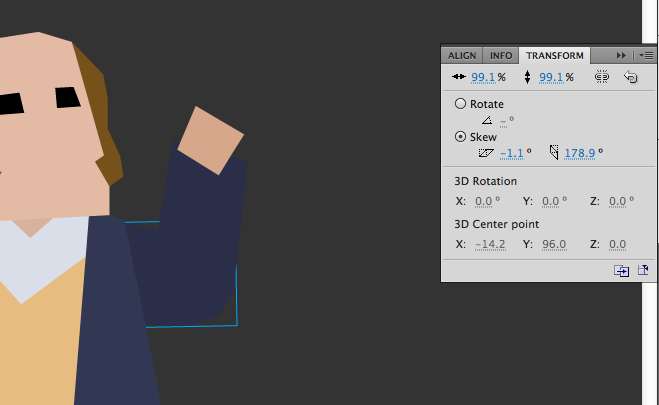 ALIGN INFO TRANSFORM
99.1 % 99.1 %
Rotate
- °
Skew
-1.1 ° 178.9 °
3D Rotation
X: 0.0 ° Y: 0.0 ° Z: 0.0 °
3D Center point
X: -14.2 Y: 96.0 Z: 0.0